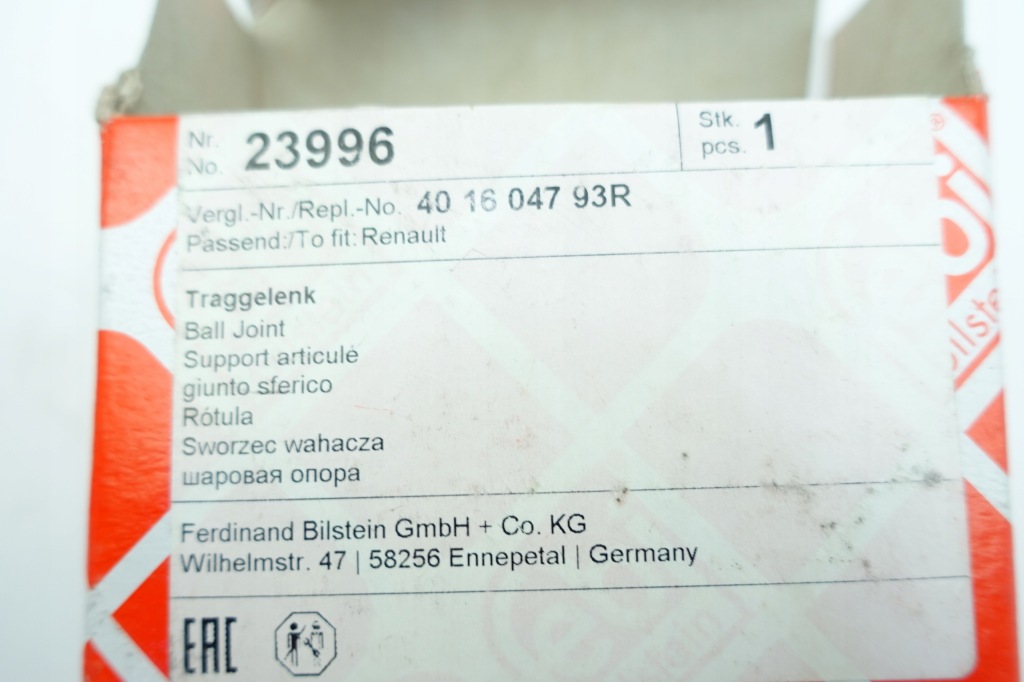 Nr. No. 23996
Stk. pcs. 1
Vergl.-Nr./Repl.-No. 40 16 047 93R
Passend:/To fit: Renault
Traggelenk
Ball Joint
Support articulé
giunto sferico
Rótula
Sworzec wahacza
шаровая опора
Ferdinand Bilstein GmbH + Co. KG
Wilhelmstr. 47 | 58256 Ennepetal | Germany
EAC